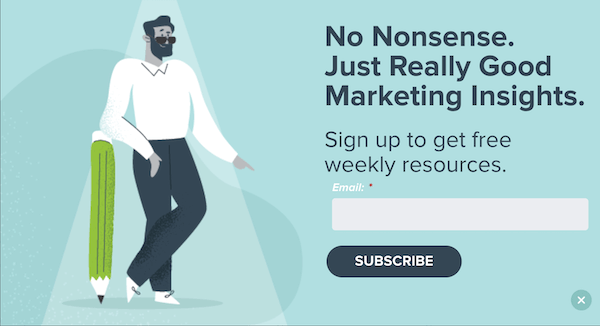 No Nonsense.
Just Really Good
Marketing Insights.
Sign up to get free
weekly resources.
Email: *
SUBSCRIBE